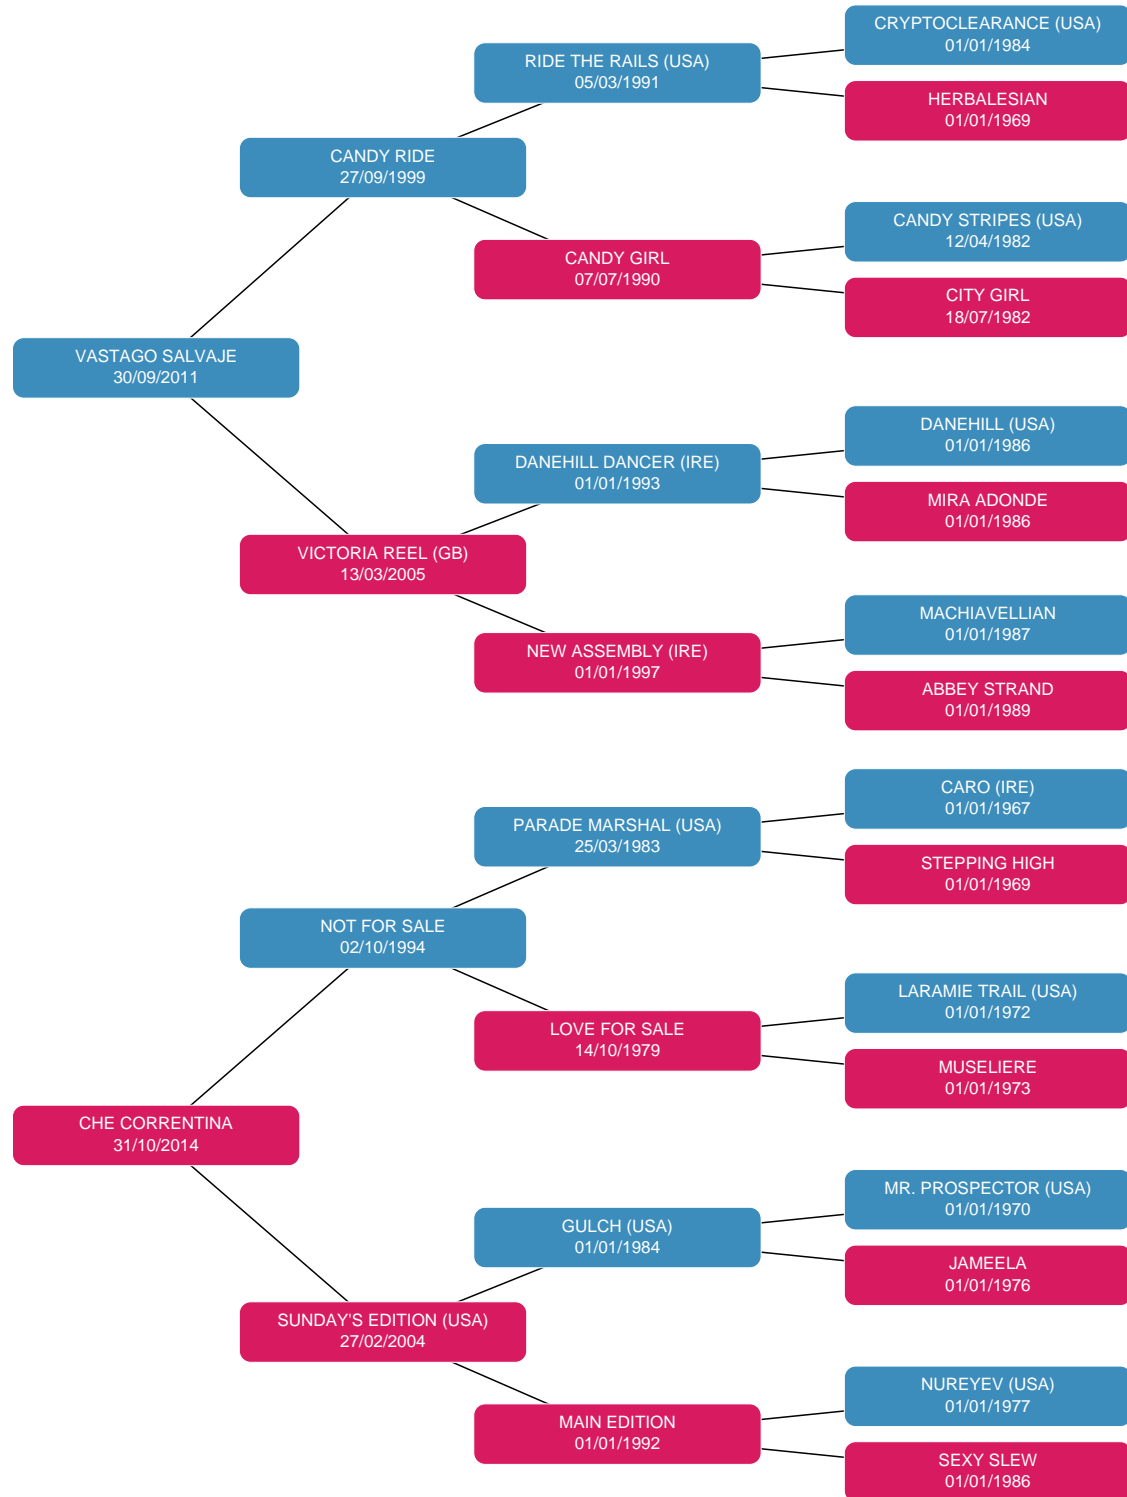 CRYPTOCLEARANCE (USA)
01/01/1984
RIDE THE RAILS (USA)
05/03/1991
HERBALESIAN
01/01/1969
CANDY RIDE
27/09/1999
CANDY STRIPES (USA)
12/04/1982
CANDY GIRL
07/07/1990
CITY GIRL
18/07/1982
VASTAGO SALVAJE
30/09/2011
DANEHILL (USA)
01/01/1986
DANEHILL DANCER (IRE)
01/01/1993
MIRA ADONDE
01/01/1986
VICTORIA REEL (GB)
13/03/2005
MACHIAVELLIAN
01/01/1987
NEW ASSEMBLY (IRE)
01/01/1997
ABBEY STRAND
01/01/1989
CARO (IRE)
01/01/1967
PARADE MARSHAL (USA)
25/03/1983
STEPPING HIGH
01/01/1969
NOT FOR SALE
02/10/1994
LARAMIE TRAIL (USA)
01/01/1972
LOVE FOR SALE
14/10/1979
MUSELIERE
01/01/1973
CHE CORRENTINA
31/10/2014
MR. PROSPECTOR (USA)
01/01/1970
GULCH (USA)
01/01/1984
JAMEELA
01/01/1976
SUNDAY'S EDITION (USA)
27/02/2004
NUREYEV (USA)
01/01/1977
MAIN EDITION
01/01/1992
SEXY SLEW
01/01/1986